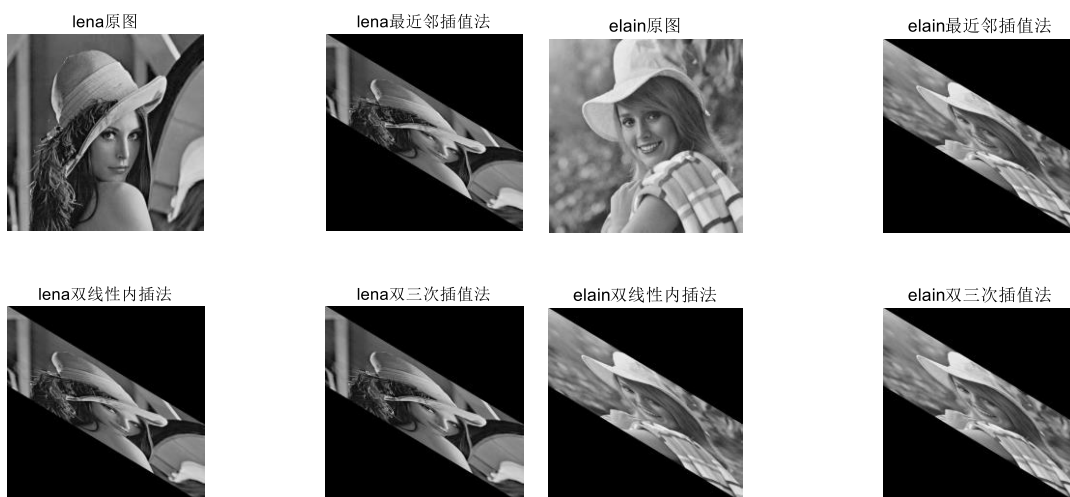 lena原图
lena最近邻插值法
elain原图
elain最近邻插值法
lena双线性内插法
lena双三次插值法
elain双线性内插法
elain双三次插值法